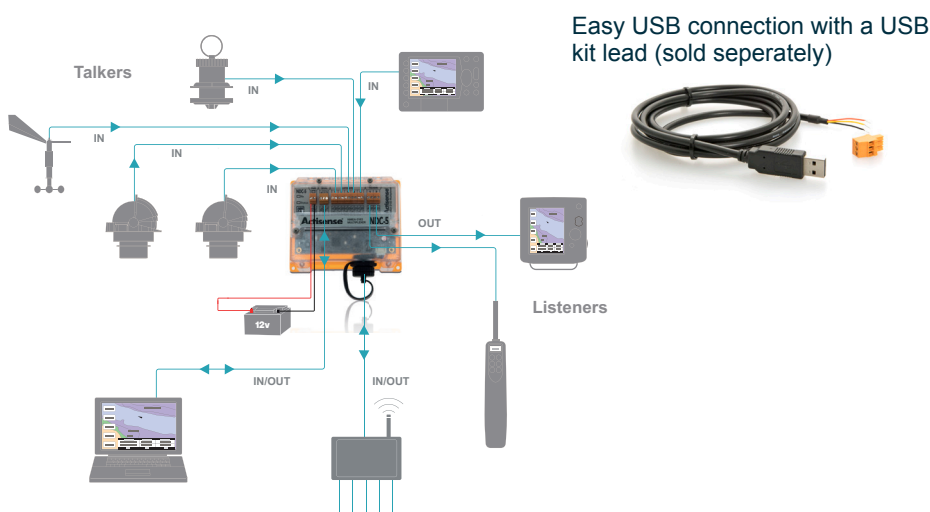 Easy USB connection with a USB
kit lead (sold seperately)
Talkers
IN
IN
IN
IN
IN
Actisense
NDC-5
OUT
Listeners
12v
IN/OUT
IN/OUT